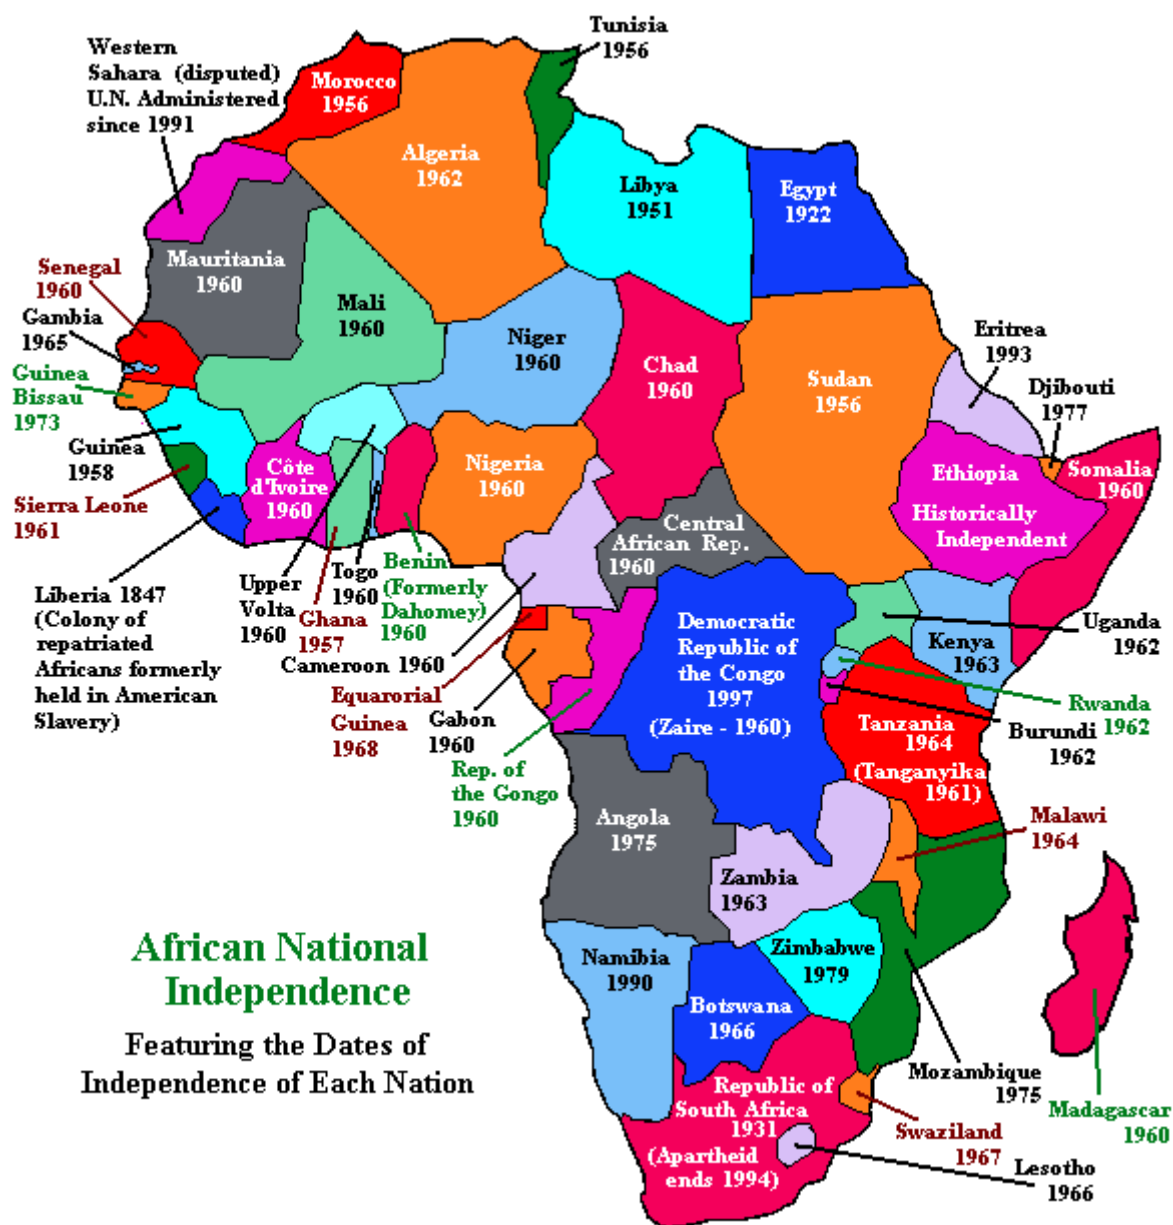 Tunisia
1956
Western
Sahara (disputed)
U.N. Administered
since 1991
Morocco
1956
Algeria
1962
Libya
1951
Egypt
1922
Mauritania
1960
Senegal
1960
Gambia
1965
Guinea
Bissau
1973
Mali
1960
Niger
1960
Chad
1960
Sudan
1956
Eritrea
1993
Djibouti
1977
Guinea
1958
Sierra Leone
1961
Côte
d'Ivoire
1960
Nigeria
1960
Ethiopia
Historically
Independent
Somalia
1960
Central
African Rep.
1960
Liberia 1847
(Colony of
repatriated
Africans formerly
held in American
Slavery)
Upper
Volta
1960
Ghana
1957
Togo
1960
Benin
(Formerly
Dahomey)
1960
Cameroon 1960
Equarorial
Guinea
1968
Gabon
1960
Rep. of
the Gongo
1960
Democratic
Republic of
the Congo
1997
(Zaire - 1960)
Uganda
1962
Kenya
1963
Rwanda
1962
Burundi
1962
Tanzania
1964
(Tanganyika
1961)
Angola
1975
Zambia
1963
Malawi
1964
Namibia
1990
Zimbabwe
1979
Botswana
1966
Mozambique
1975
Madagascar
1960
Republic of
South Africa
1931
(Apartheid
ends 1994)
Swaziland
1967
Lesotho
1966
African National
Independence
Featuring the Dates of
Independence of Each Nation